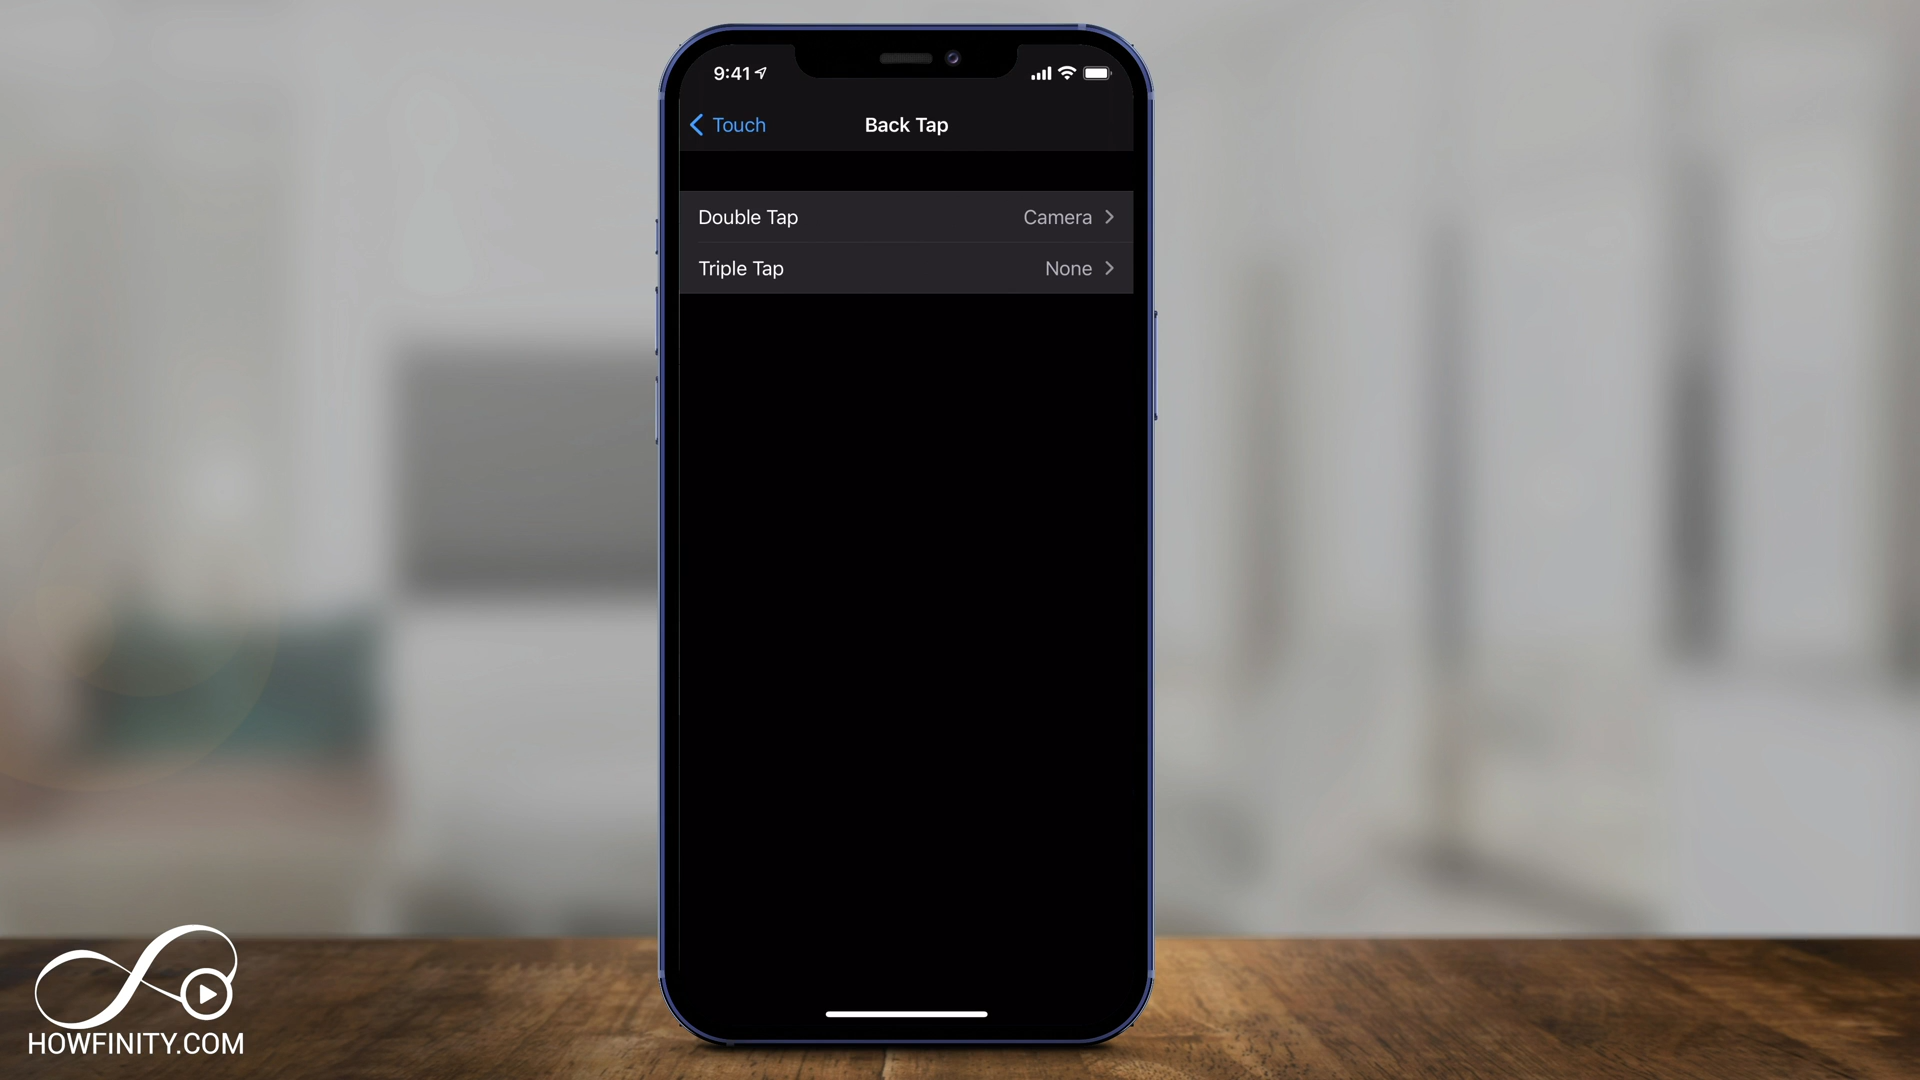 9:41
Touch
Back Tap
Double Tap
Camera
Triple Tap
None
HOWFINITY.COM